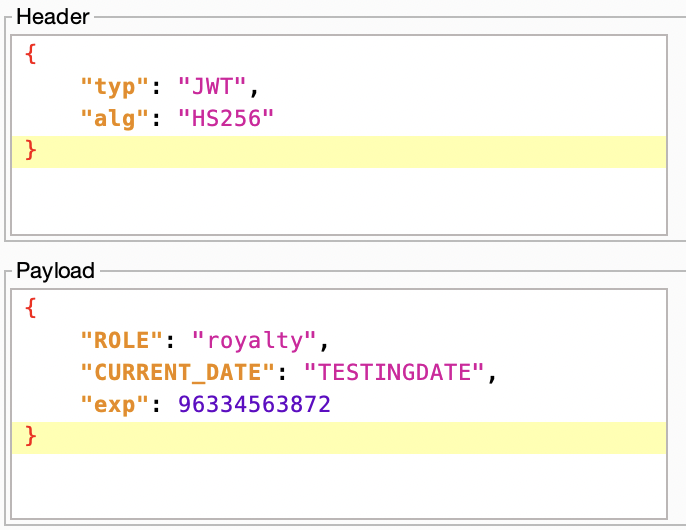 Header
{
"typ": "JWT",
"alg": "HS256"
}
Payload
{
"ROLE": "royalty",
"CURRENT_DATE": "TESTINGDATE",
"exp": 96334563872
}